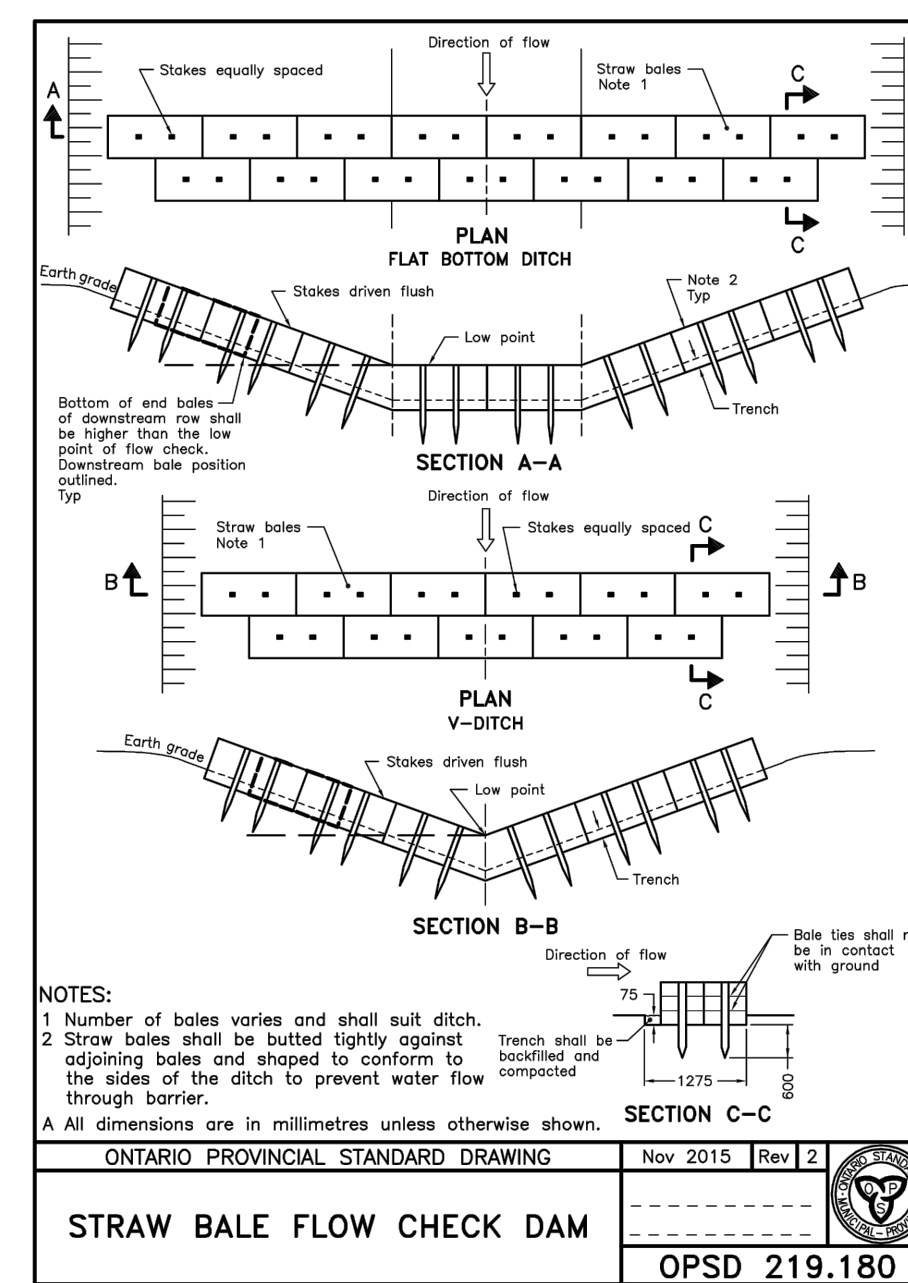 Direction of flow
Stakes equally spaced
Straw bales
Note 1
C
A
C
PLAN
FLAT BOTTOM DITCH
Earth grade
Stakes driven flush
Note 2
Typ
Low point
Trench
Bottom of end bales
of downstream row shall
be higher than the low
point of flow check.
Downstream bale position
outlined.
Typ
SECTION A-A
Direction of flow
Straw bales
Note 1
Stakes equally spaced
C
B
B
C
PLAN
V-DITCH
Earth grade
Stakes driven flush
Low point
Trench
SECTION B-B
Direction of flow
Bale ties shall
be in contact
with ground
75
Trench shall be
backfilled and
compacted
1275
600
SECTION C-C
NOTES:
1 Number of bales varies and shall suit ditch.
2 Straw bales shall be butted tightly against
adjoining bales and shaped to conform to
the sides of the ditch to prevent water flow
through barrier.
A All dimensions are in millimetres unless otherwise shown.
ONTARIO PROVINCIAL STANDARD DRAWING
Nov 2015 Rev 2
STRAW BALE FLOW CHECK DAM
OPS
OPSD 219.180